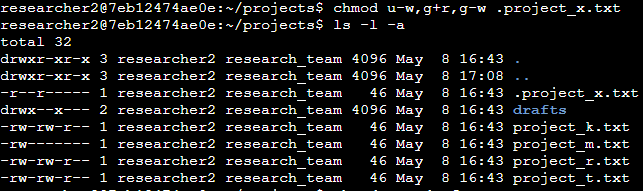 researcher2@7eb12474ae0e:~/projects$ chmod u-w,g+r,g-w .project_x.txt
researcher2@7eb12474ae0e:~/projects$ ls -l -a
total 32
drwxr-xr-x 3 researcher2 research_team 4096 May  8 16:43 .
drwxr-xr-x 3 researcher2 research_team 4096 May  8 17:08 ..
-r--r----- 1 researcher2 research_team   46 May  8 16:43 .project_x.txt
drwx--x--- 2 researcher2 research_team 4096 May  8 16:43 drafts
-rw-rw-r-- 1 researcher2 research_team   46 May  8 16:43 project_k.txt
-rw------- 1 researcher2 research_team   46 May  8 16:43 project_m.txt
-rw-rw-r-- 1 researcher2 research_team   46 May  8 16:43 project_r.txt
-rw-rw-r-- 1 researcher2 research_team   46 May  8 16:43 project_t.txt